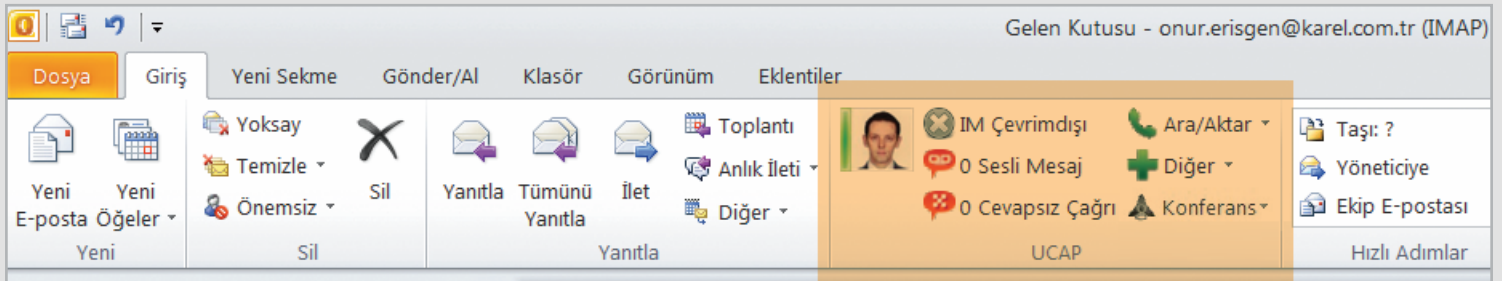 Gelen Kutusu - onur.erisgen@karel.com.tr (IMAP)
Dosya Giriş Yeni Sekme Gönder/Al Klasör Görünüm Eklentiler
Yeni E-posta
Yeni Öğeler
Yeni
Yoksay
Temizle
Önemsiz
Sil
Sil
Yanıtla
Tümünü Yanıtla
İlet
Toplantı
Anlık İleti
Diğer
Yanıtla
IM Çevrimdışı
0 Sesli Mesaj
0 Cevapsız Çağrı
Ara/Aktar
Diğer
Konferans
UCAP
Taşı: ?
Yöneticiye
Ekip E-postası
Hızlı Adımlar